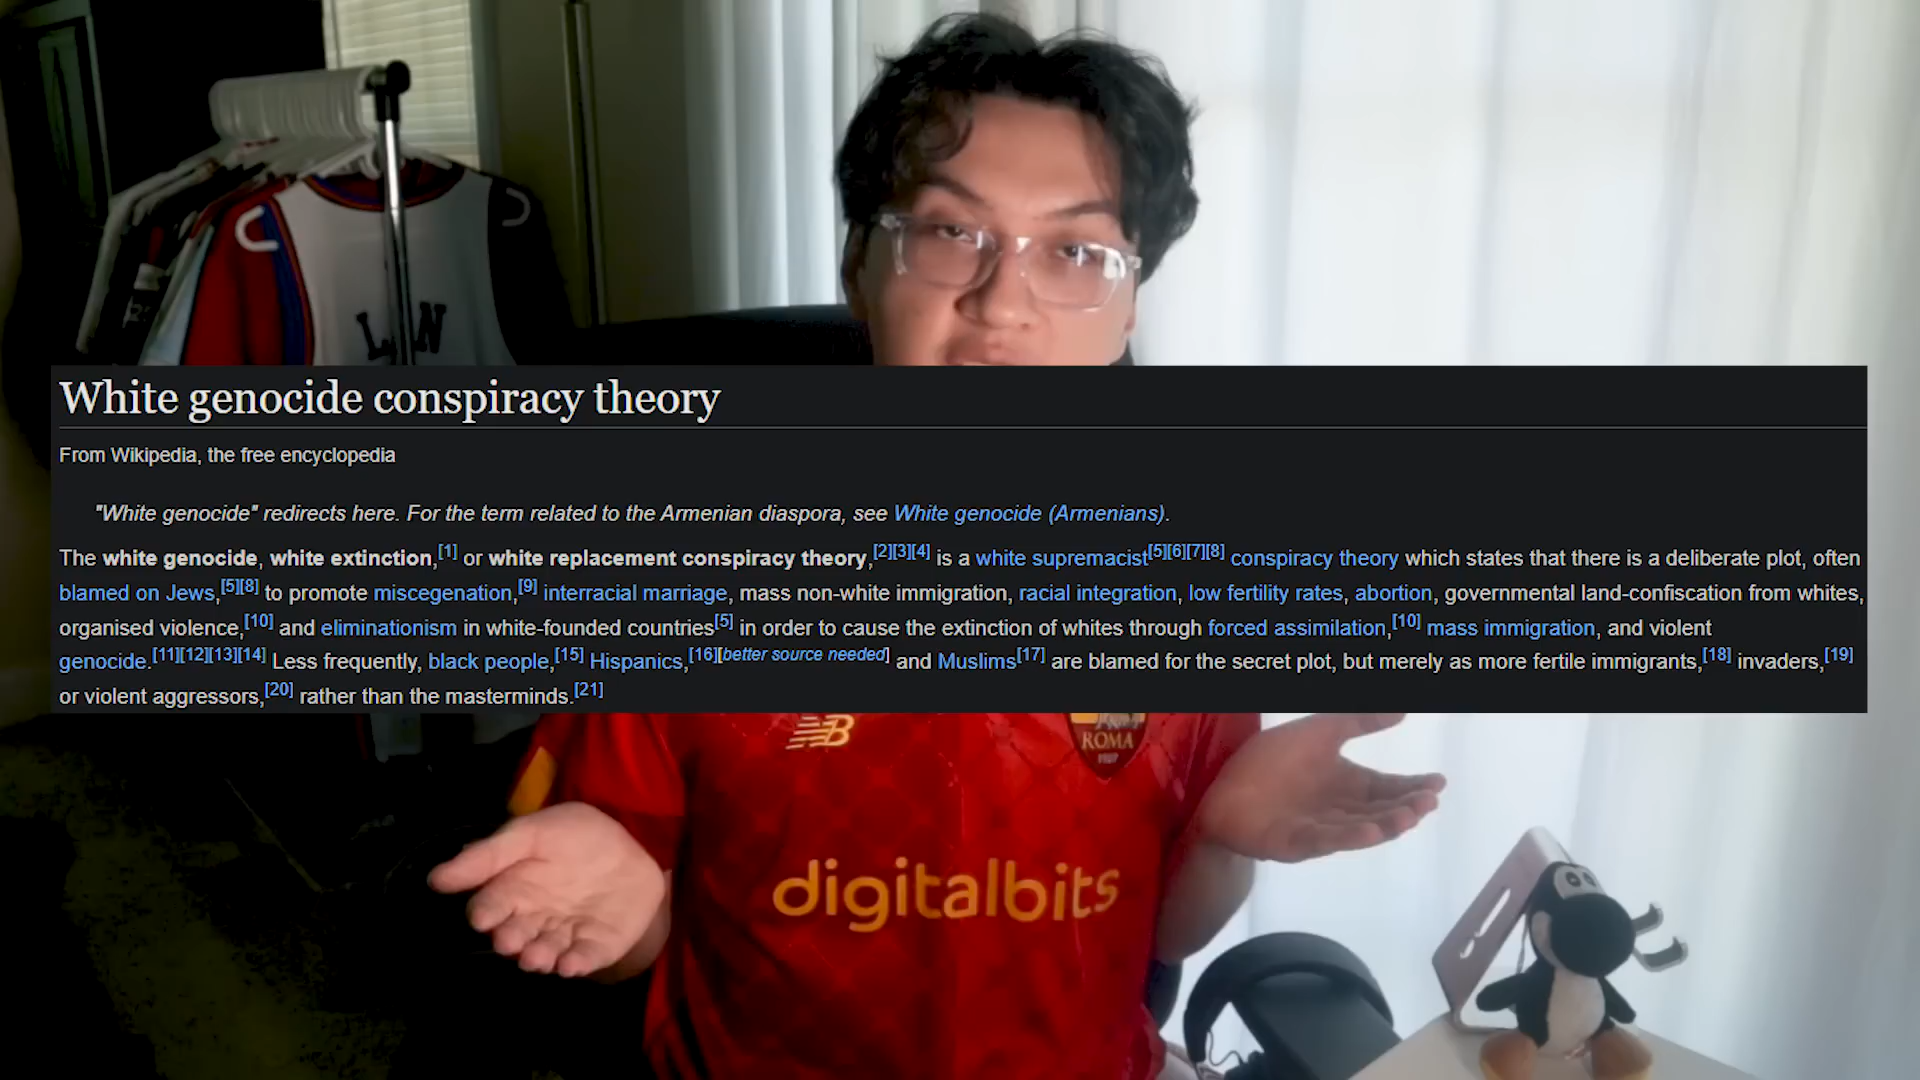 White genocide conspiracy theory
From Wikipedia, the free encyclopedia
"White genocide" redirects here. For the term related to the Armenian diaspora, see White genocide (Armenians).
The white genocide, white extinction,[1] or white replacement conspiracy theory,[2][3][4] is a white supremacist[5][6][7][8] conspiracy theory which states that there is a deliberate plot, often
blamed on Jews,[5][8] to promote miscegenation,[9] interracial marriage, mass non-white immigration, racial integration, low fertility rates, abortion, governmental land-confiscation from whites,
organised violence,[10] and eliminationism in white-founded countries[5] in order to cause the extinction of whites through forced assimilation,[10] mass immigration, and violent
genocide.[11][12][13][14] Less frequently, black people,[15] Hispanics,[16][better source needed] and Muslims[17] are blamed for the secret plot, but merely as more fertile immigrants,[18] invaders,[19]
or violent aggressors,[20] rather than the masterminds.[21]
ROMA
1927
digitalbits